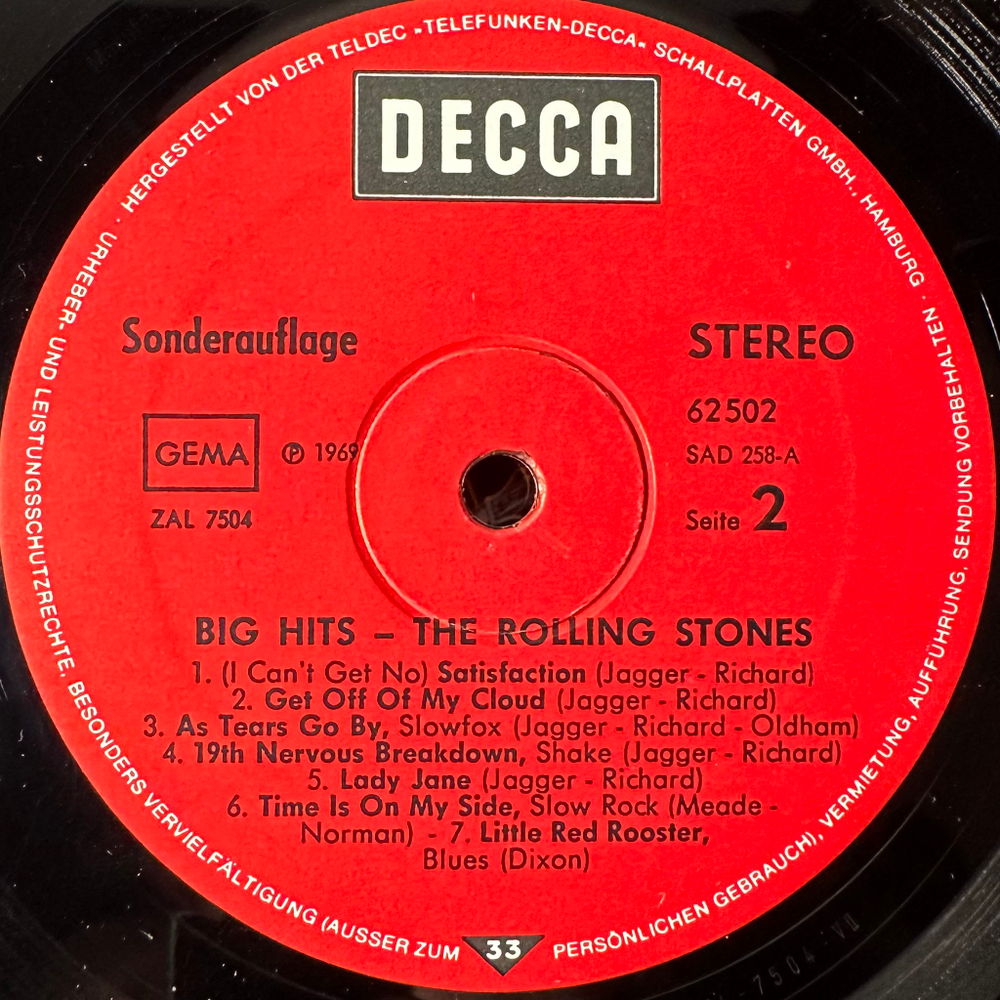 HERGESTELLT VON DER TELDEC »TELEFUNKEN-DECCA« SCHALLPLATTEN GMBH., HAMBURG ·
URHEBER- UND LEISTUNGSSCHUTZRECHTE, BESONDERS VERVIELFÄLTIGUNG (AUSSER ZUM PERSÖNLICHEN GEBRAUCH), VERMIETUNG, AUFFÜHRUNG, SENDUNG VORBEHALTEN ·
DECCA
Sonderauflage
STEREO
GEMA
℗ 1969
62502
SAD 258-A
ZAL 7504
Seite 2
BIG HITS – THE ROLLING STONES
1. (I Can't Get No) Satisfaction (Jagger - Richard)
2. Get Off Of My Cloud (Jagger - Richard)
3. As Tears Go By, Slowfox (Jagger - Richard - Oldham)
4. 19th Nervous Breakdown, Shake (Jagger - Richard)
5. Lady Jane (Jagger - Richard)
6. Time Is On My Side, Slow Rock (Meade -
Norman) - 7. Little Red Rooster,
Blues (Dixon)
33
7504